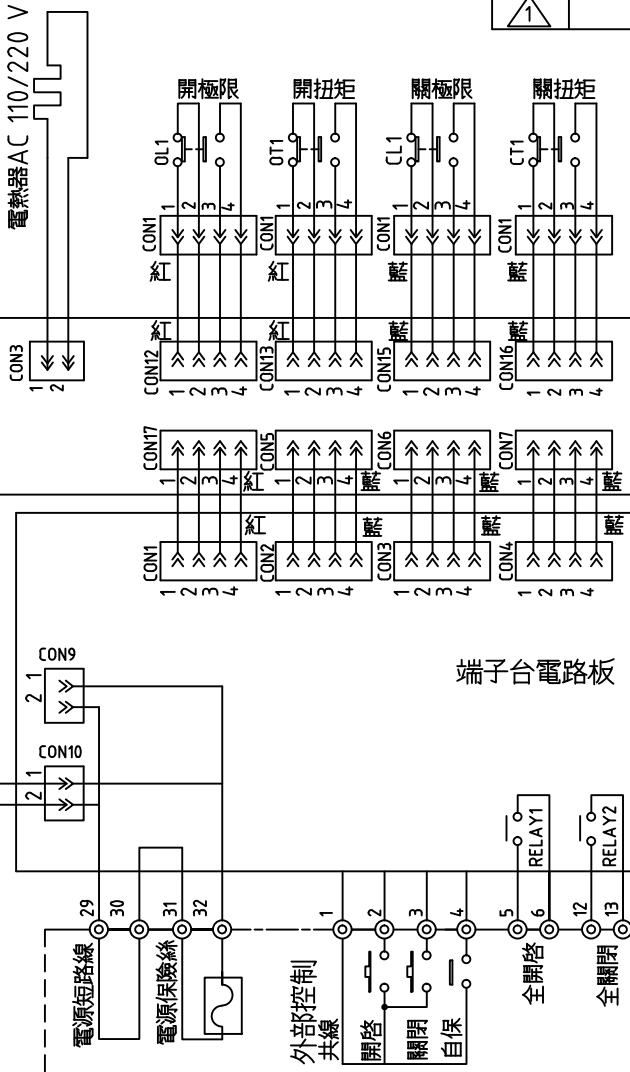 1
電熱器AC 110/220 V
開極限
開扭矩
關極限
關扭矩
OL1
OT1
CL1
CT1
1 2 3 4
1 2 3 4
1 2 3 4
1 2 3 4
CON1
CON1
CON1
CON1
紅
紅
藍
藍
紅
紅
藍
藍
CON3
1 2
CON12
CON13
CON15
CON16
1 2 3 4
1 2 3 4
1 2 3 4
1 2 3 4
CON17
CON5
CON6
CON7
1 2 3 4
1 2 3 4
1 2 3 4
1 2 3 4
紅
藍
藍
藍
紅
藍
藍
藍
CON1
CON2
CON3
CON4
1 2 3 4
1 2 3 4
1 2 3 4
1 2 3 4
CON9
2 1
端子台電路板
CON10
2 1
RELAY1
RELAY2
29
30
31
32
1
2
3
4
5
6
12
13
電源短路線
電源保險絲
外部控制
共線
開啓
關閉
自保
全開啓
全關閉